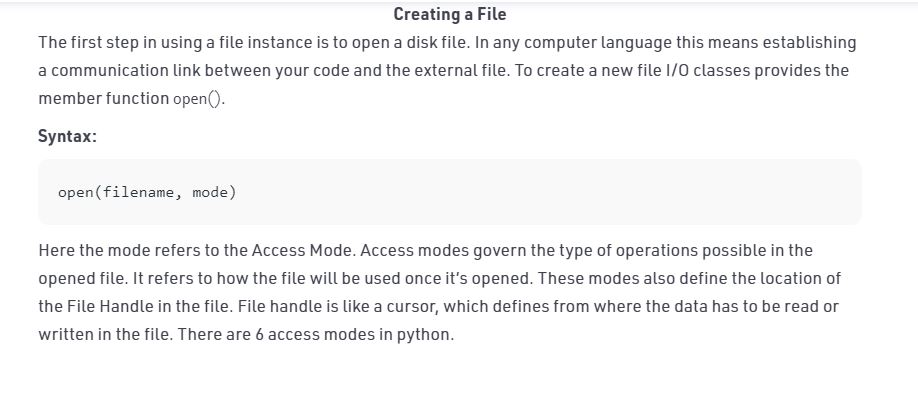 Creating a File
The first step in using a file instance is to open a disk file. In any computer language this means establishing
a communication link between your code and the external file. To create a new file I/O classes provides the
member function open().
Syntax:
open(filename, mode)
Here the mode refers to the Access Mode. Access modes govern the type of operations possible in the
opened file. It refers to how the file will be used once it's opened. These modes also define the location of
the File Handle in the file. File handle is like a cursor, which defines from where the data has to be read or
written in the file. There are 6 access modes in python.